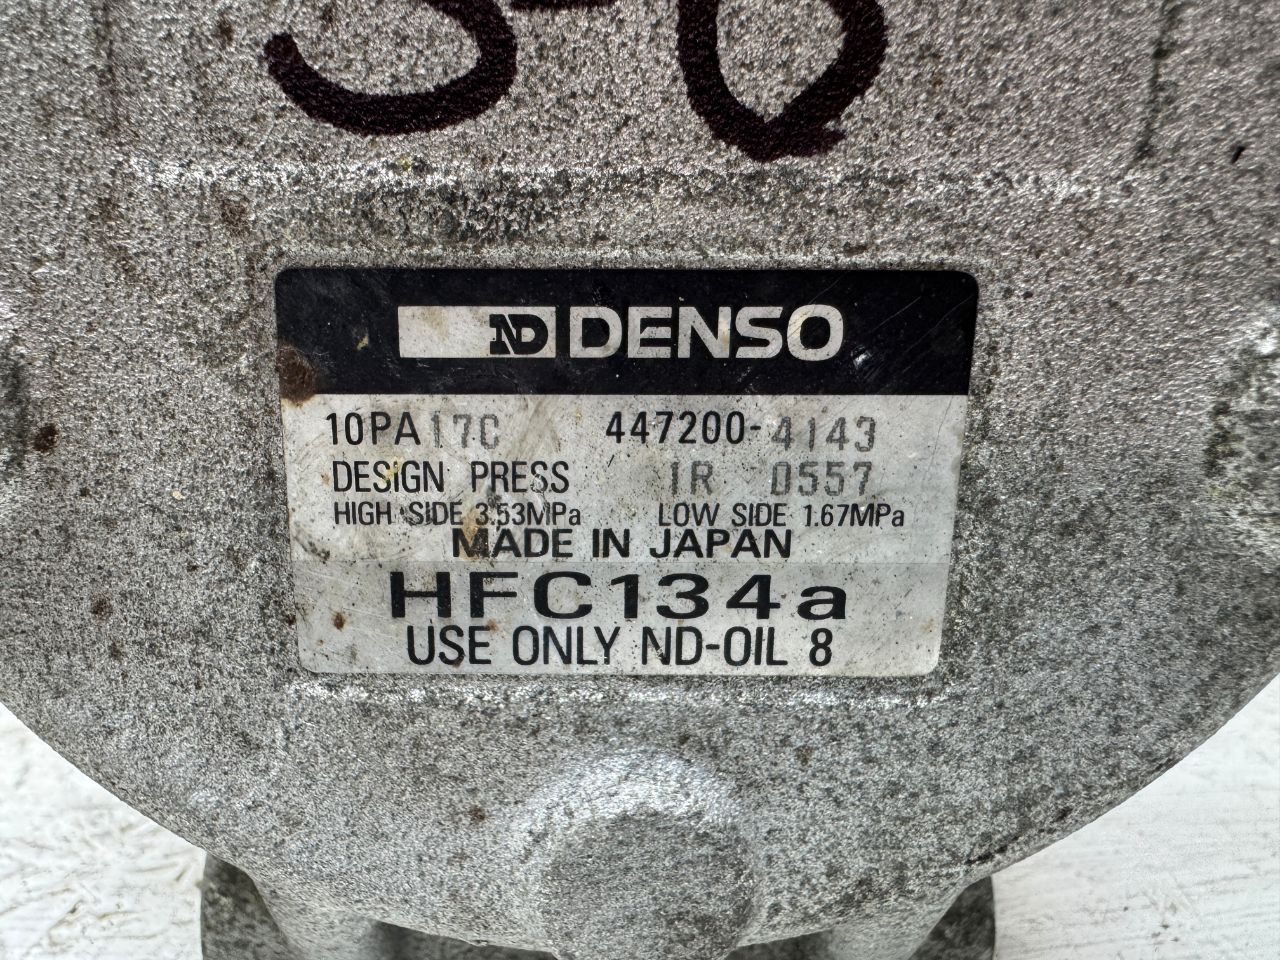 ND DENSO
10PA17C 447200-4143
DESIGN PRESS 1R 0557
HIGH SIDE 3.53MPa LOW SIDE 1.67MPa
MADE IN JAPAN
HFC134a
USE ONLY ND-OIL 8